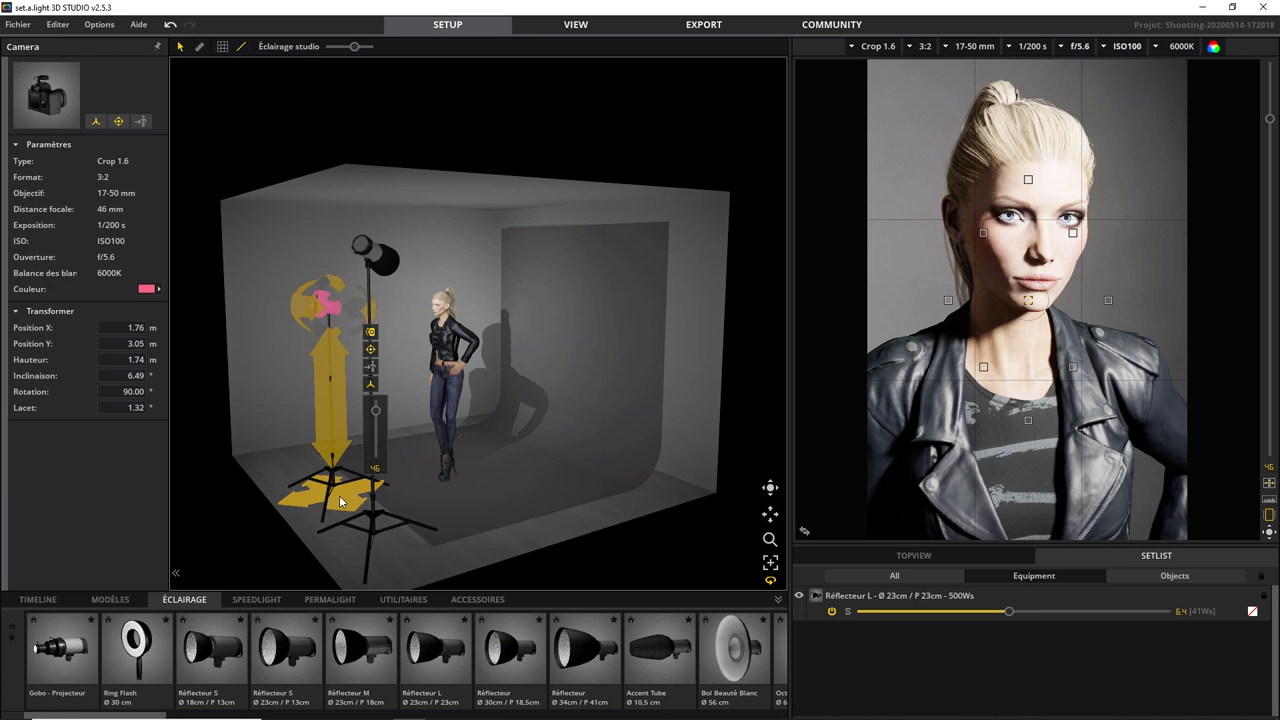 set.a.light 3D STUDIO v2.5.3
Fichier Editer Options Aide SETUP VIEW EXPORT COMMUNITY Projet: Shooting-20200514-172018
Camera Éclairage studio Crop 1.6 3:2 17-50 mm 1/200 s f/5.6 ISO100 6000K
Paramètres
Type: Crop 1.6
Format: 3:2
Objectif: 17-50 mm
Distance focale: 46 mm
Exposition: 1/200 s
ISO: ISO100
Ouverture: f/5.6
Balance des blar 6000K
Couleur:
Transformer
Position X: 1.76 m
Position Y: 3.05 m
Hauteur: 1.74 m
Inclinaison: 6.49 °
Rotation: 90.00 °
Lacet: 1.32 °
46
46
TOPVIEW SETLIST
All Equipment Objects
Réflecteur L - Ø 23cm / P 23cm - 500Ws
S 6.4 [41Ws]
TIMELINE MODÈLES ÉCLAIRAGE SPEEDLIGHT PERMALIGHT UTILITAIRES ACCESSOIRES
Gobo - Projecteur Ring Flash Réflecteur S Réflecteur S Réflecteur M Réflecteur L Réflecteur Réflecteur Accent Tube Bol Beauté Blanc Oct
Ø 30 cm Ø 18cm / P 13cm Ø 23cm / P 13cm Ø 23cm / P 18cm Ø 23cm / P 23cm Ø 30cm / P 18,5cm Ø 34cm / P 41cm Ø 10,5 cm Ø 56 cm